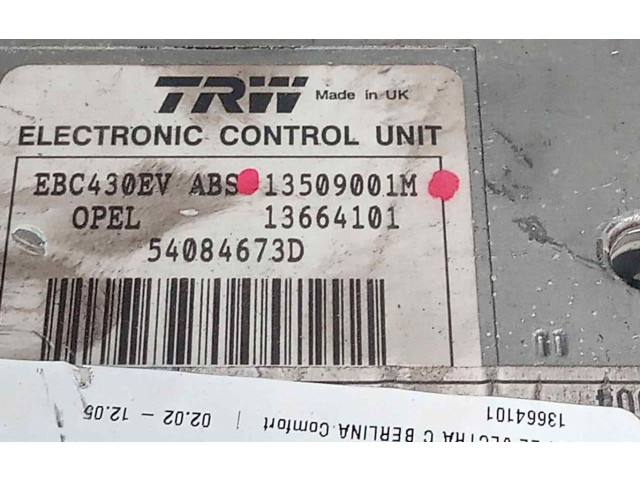 TRW Made in UK
ELECTRONIC CONTROL UNIT
EBC430EV ABS 13509001M
OPEL 13664101
54084673D
VECTRA C BERLINA Comfort | 02.02 - 12.05
13664101